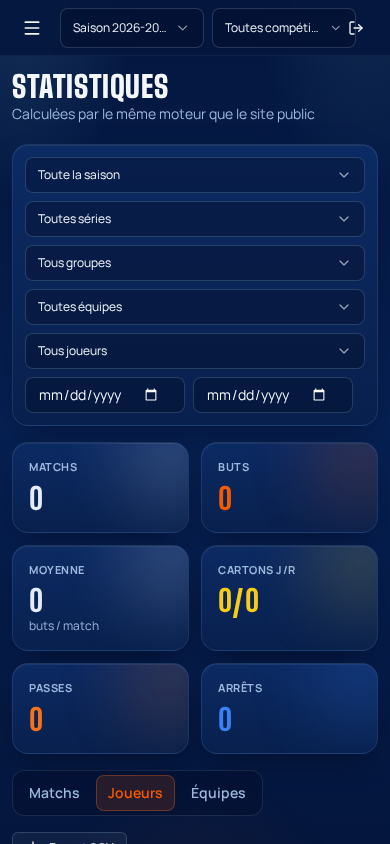 Saison 2026-20...
Toutes compéti...
STATISTIQUES
Calculées par le même moteur que le site public
Toute la saison
Toutes séries
Tous groupes
Toutes équipes
Tous joueurs
mm/dd/yyyy
mm/dd/yyyy
MATCHS
0
BUTS
0
MOYENNE
0
buts / match
CARTONS J/R
0/0
PASSES
0
ARRÊTS
0
Matchs
Joueurs
Équipes